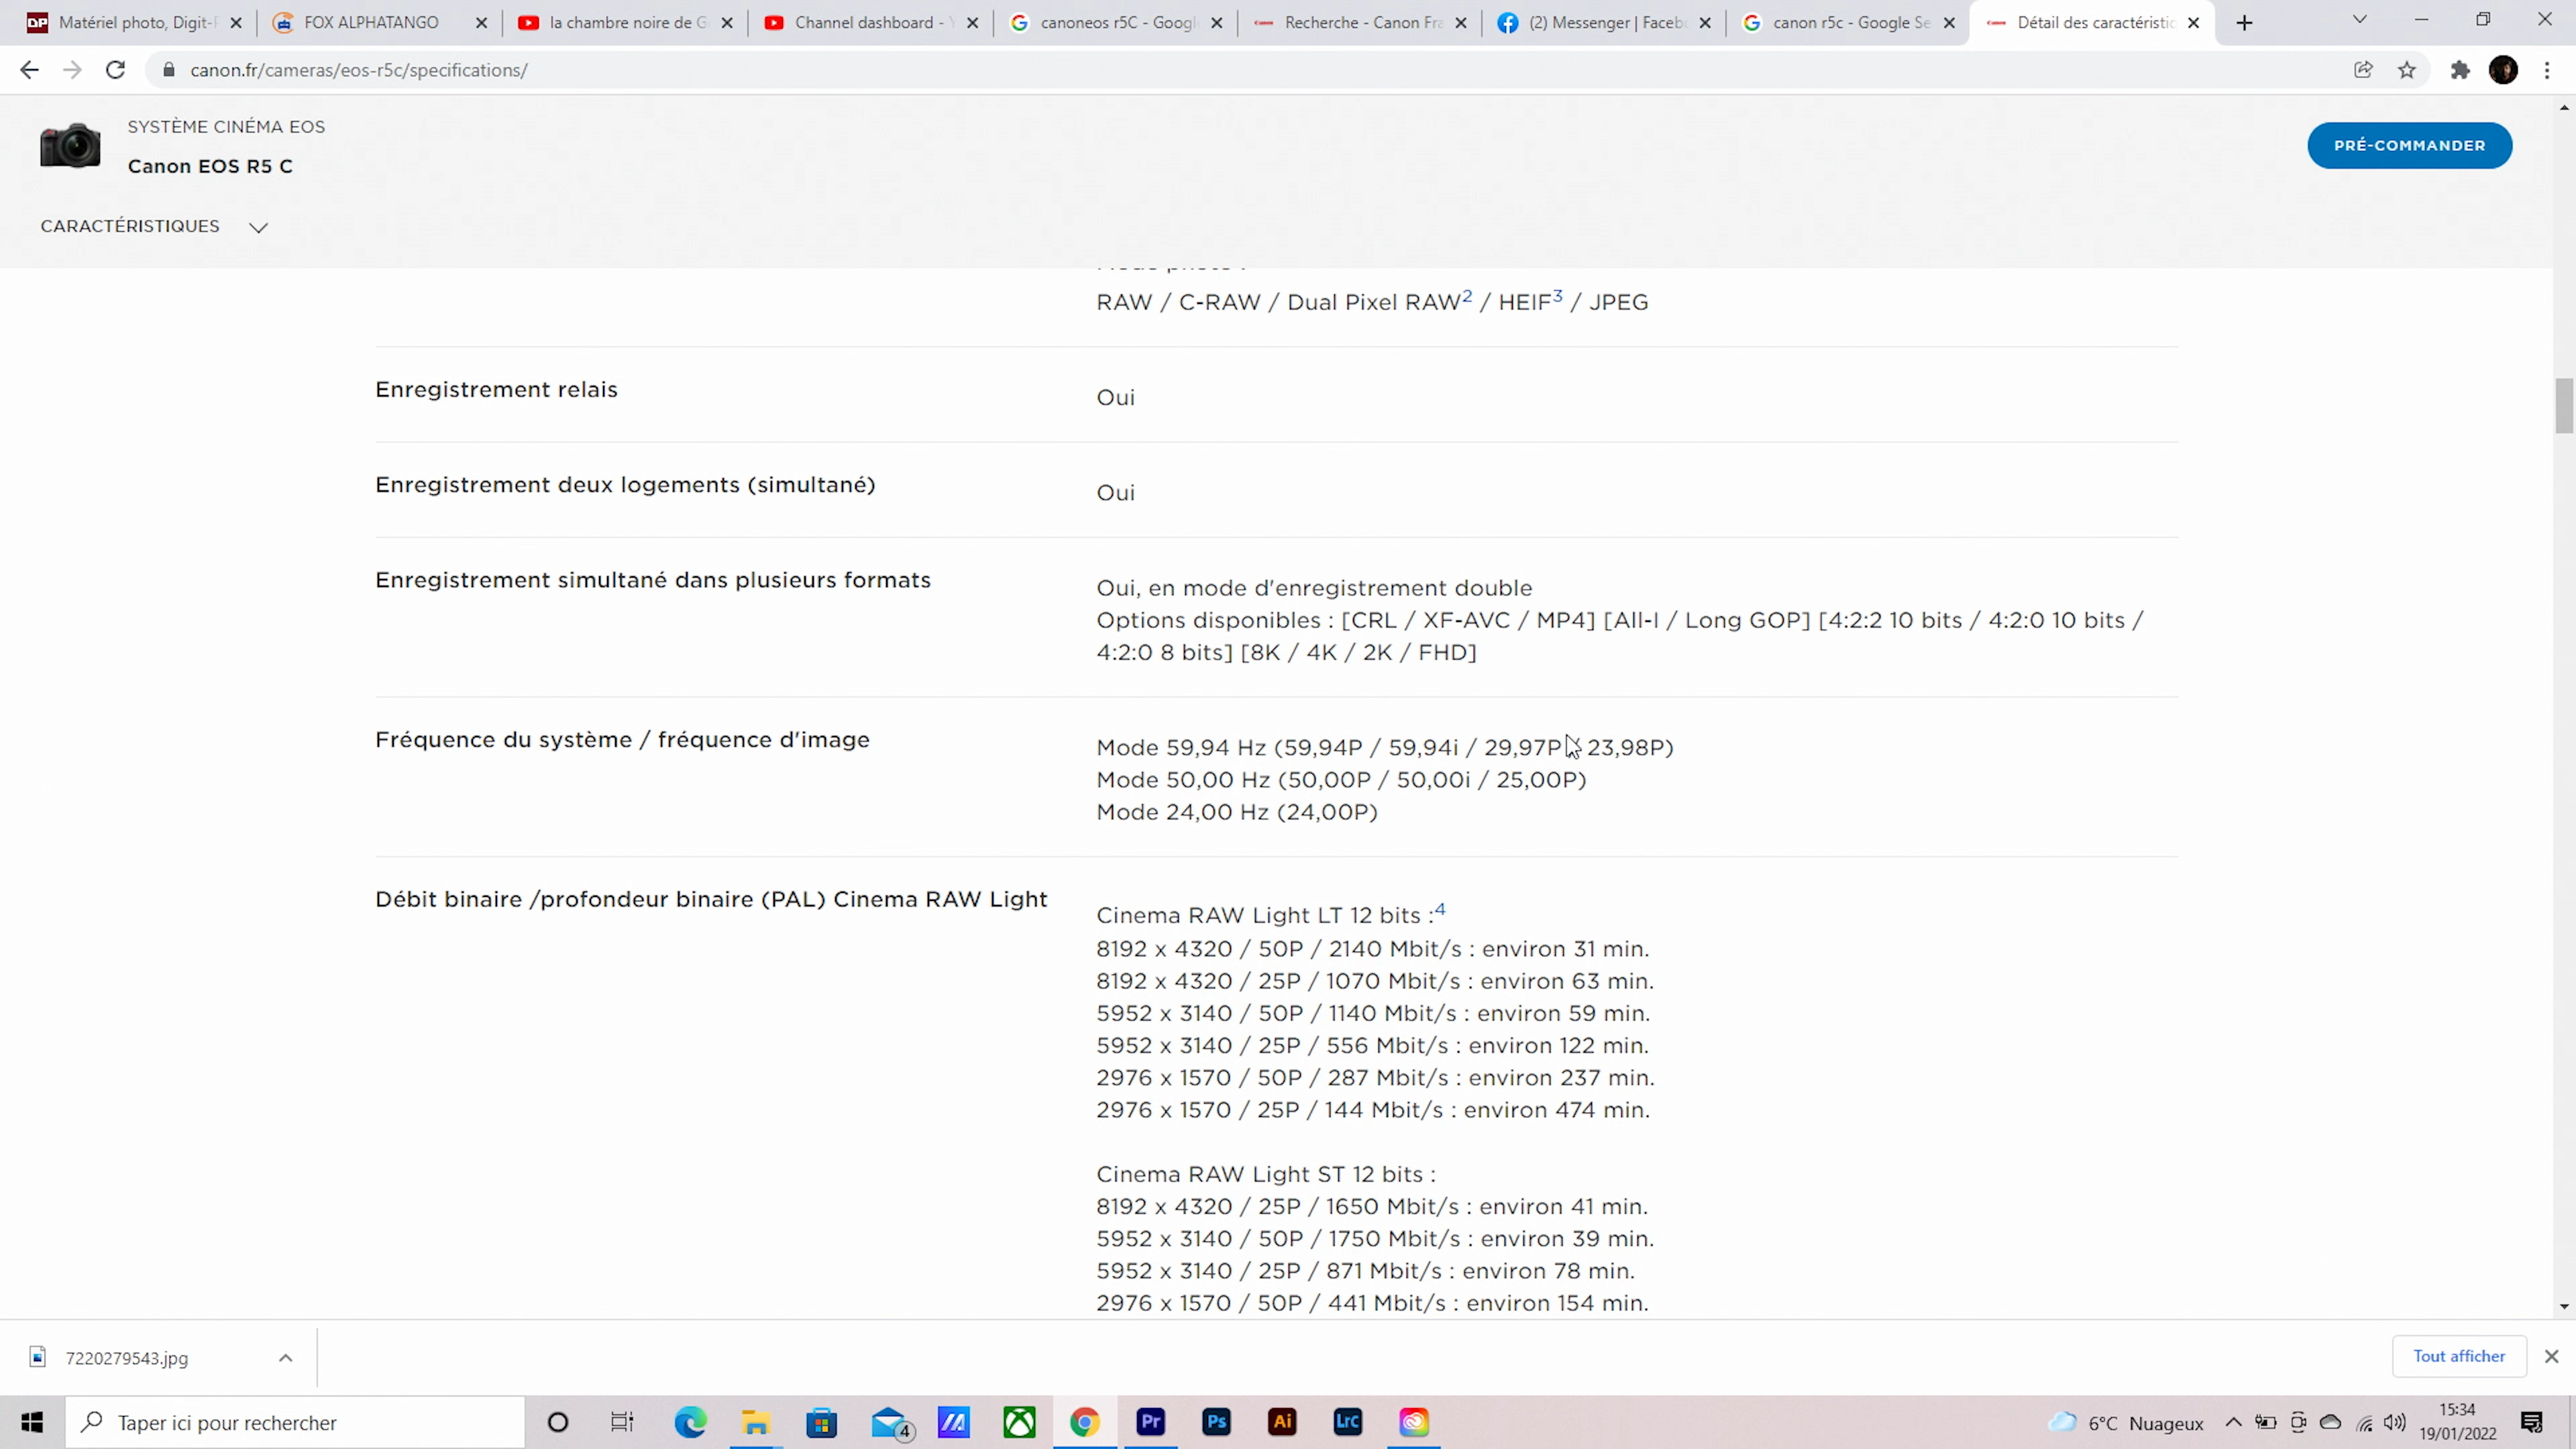 Matériel photo, Digit-P
FOX ALPHATANGO
la chambre noire de G
Channel dashboard - Y
canoneos r5C - Google
Recherche - Canon Fra
(2) Messenger | Facebo
canon r5c - Google Se
Détail des caractéristic
canon.fr/cameras/eos-r5c/specifications/
SYSTÈME CINÉMA EOS
Canon EOS R5 C
PRÉ-COMMANDER
CARACTÉRISTIQUES
RAW / C-RAW / Dual Pixel RAW2 / HEIF3 / JPEG
Enregistrement relais
Oui
Enregistrement deux logements (simultané)
Oui
Enregistrement simultané dans plusieurs formats
Oui, en mode d'enregistrement double
Options disponibles : [CRL / XF-AVC / MP4] [All-I / Long GOP] [4:2:2 10 bits / 4:2:0 10 bits /
4:2:0 8 bits] [8K / 4K / 2K / FHD]
Fréquence du système / fréquence d'image
Mode 59,94 Hz (59,94P / 59,94i / 29,97P / 23,98P)
Mode 50,00 Hz (50,00P / 50,00i / 25,00P)
Mode 24,00 Hz (24,00P)
Débit binaire /profondeur binaire (PAL) Cinema RAW Light
Cinema RAW Light LT 12 bits :4
8192 x 4320 / 50P / 2140 Mbit/s : environ 31 min.
8192 x 4320 / 25P / 1070 Mbit/s : environ 63 min.
5952 x 3140 / 50P / 1140 Mbit/s : environ 59 min.
5952 x 3140 / 25P / 556 Mbit/s : environ 122 min.
2976 x 1570 / 50P / 287 Mbit/s : environ 237 min.
2976 x 1570 / 25P / 144 Mbit/s : environ 474 min.
Cinema RAW Light ST 12 bits :
8192 x 4320 / 25P / 1650 Mbit/s : environ 41 min.
5952 x 3140 / 50P / 1750 Mbit/s : environ 39 min.
5952 x 3140 / 25P / 871 Mbit/s : environ 78 min.
2976 x 1570 / 50P / 441 Mbit/s : environ 154 min.
7220279543.jpg
Tout afficher
Taper ici pour rechercher
4
Pr
Ps
Ai
LrC
6°C Nuageux
15:34
19/01/2022